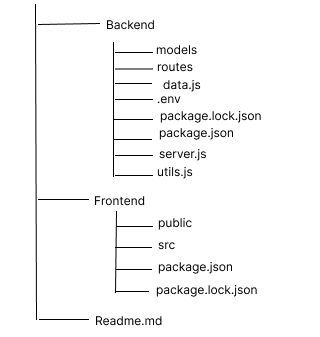 Backend
models
routes
data.js
.env
package.lock.json
package.json
server.js
utils.js
Frontend
public
src
package.json
package.lock.json
Readme.md